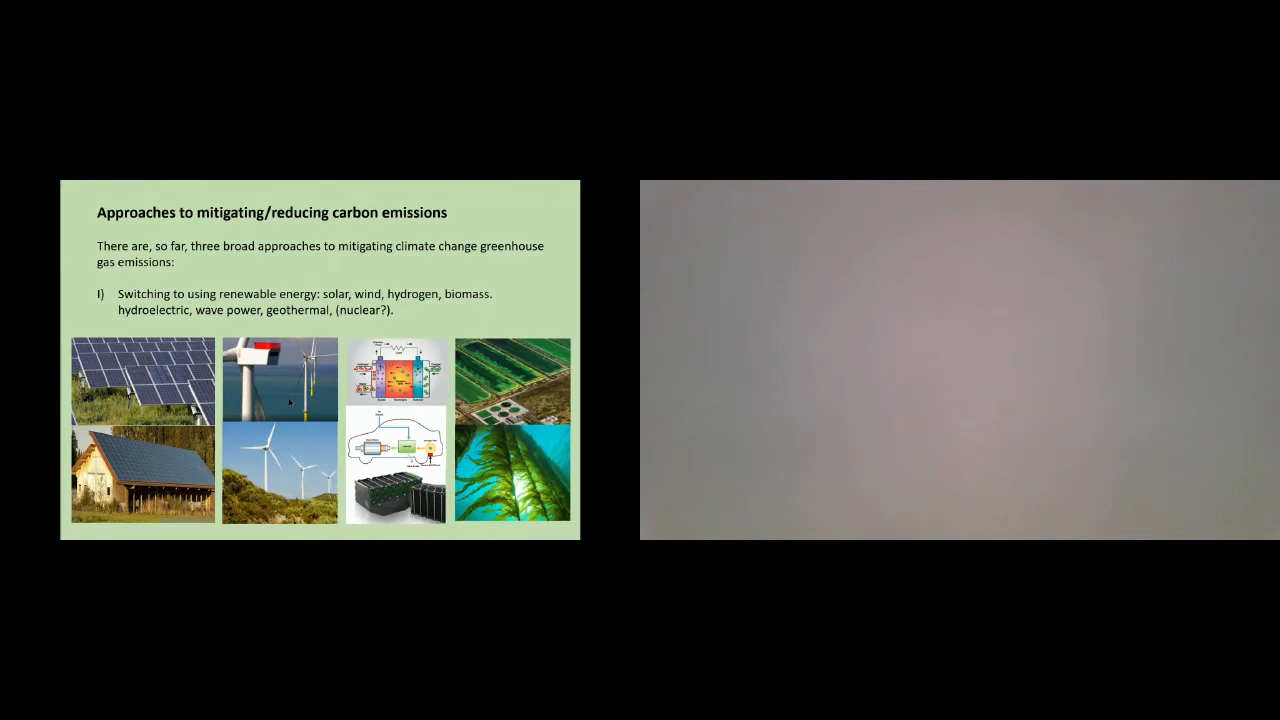 Approaches to mitigating/reducing carbon emissions
There are, so far, three broad approaches to mitigating climate change greenhouse
gas emissions:
I) Switching to using renewable energy: solar, wind, hydrogen, biomass.
hydroelectric, wave power, geothermal, (nuclear?).